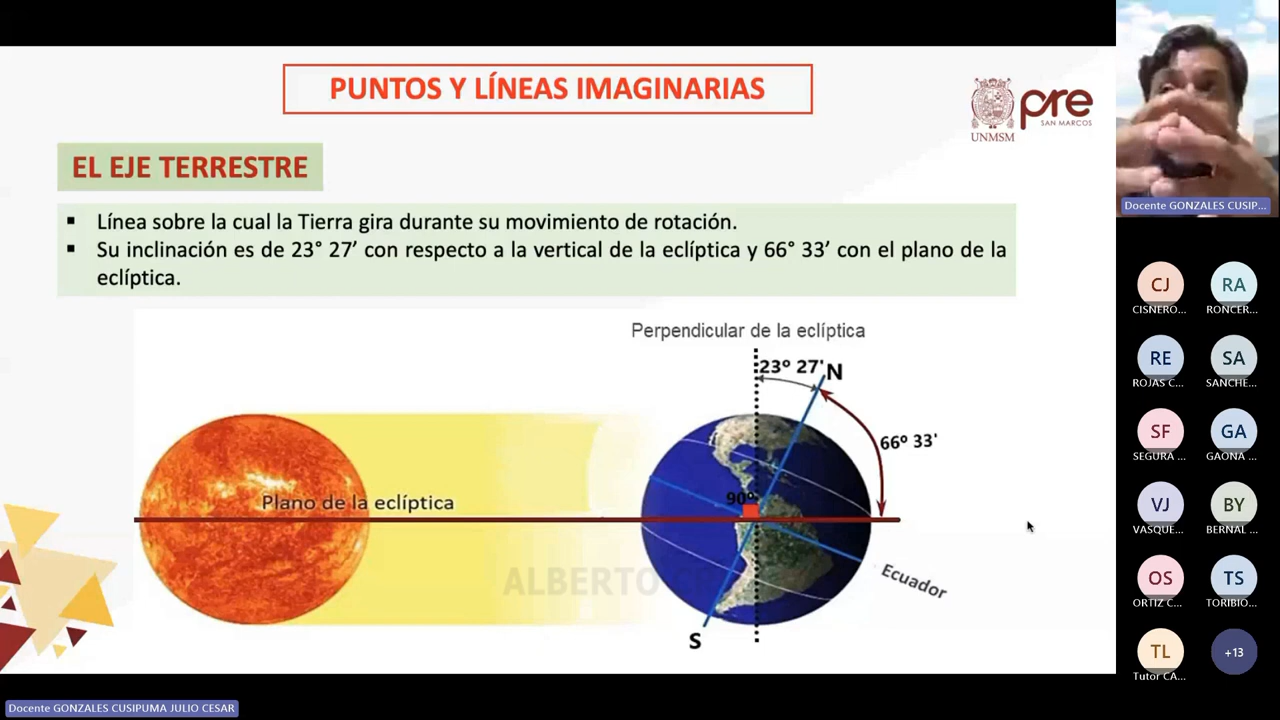 PUNTOS Y LÍNEAS IMAGINARIAS
UNMSM
pre
SAN MARCOS
EL EJE TERRESTRE
▪ Línea sobre la cual la Tierra gira durante su movimiento de rotación.
▪ Su inclinación es de 23° 27’ con respecto a la vertical de la eclíptica y 66° 33’ con el plano de la
eclíptica.
Perpendicular de la eclíptica
23º 27'
N
66º 33'
Plano de la eclíptica
90º
Ecuador
S
ALBERTO
Docente GONZALES CUSIP...
CJ
RA
CISNERO...
RONCER...
RE
SA
ROJAS C...
SANCHE...
SF
GA
SEGURA ...
GAONA ...
VJ
BY
VASQUE...
BERNAL ...
OS
TS
ORTIZ C...
TORIBIO...
TL
+13
Tutor CA...
Docente GONZALES CUSIPUMA JULIO CESAR